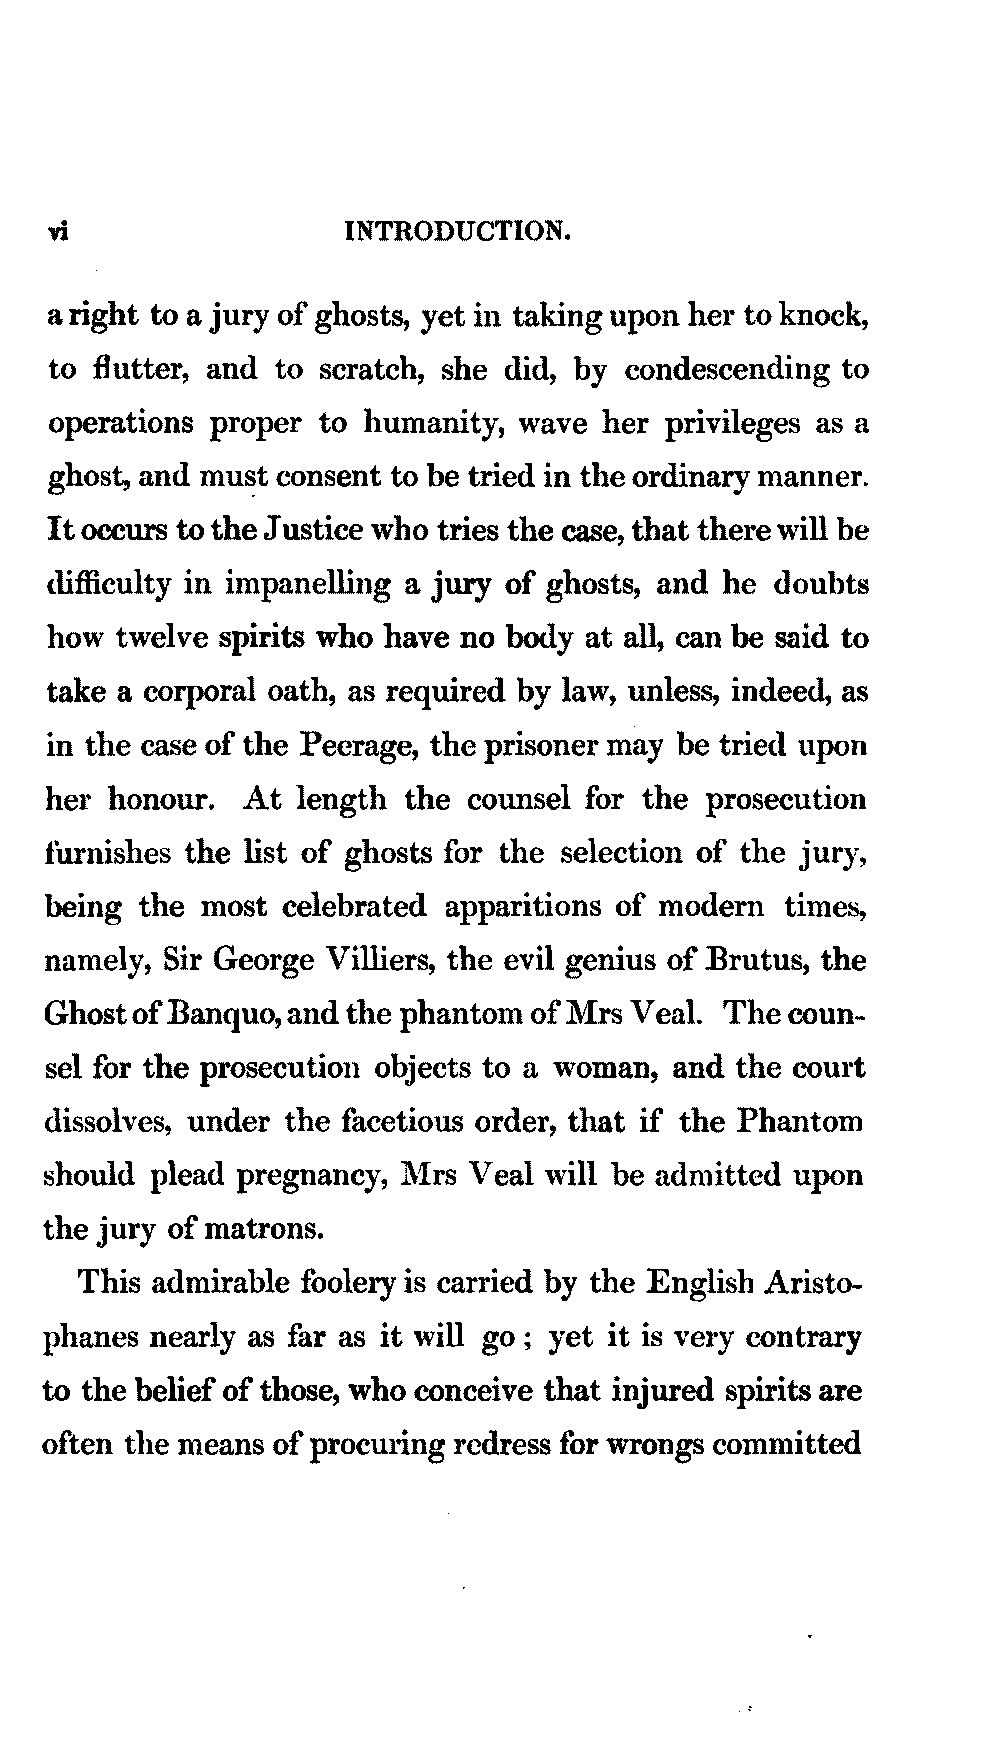 vi INTRODUCTION.
a right to a jury of ghosts, yet in taking upon her to knock,
to flutter, and to scratch, she did, by condescending to
operations proper to humanity, wave her privileges as a
ghost, and must consent to be tried in the ordinary manner.
It occurs to the Justice who tries the case, that there will be
difficulty in impanelling a jury of ghosts, and he doubts
how twelve spirits who have no body at all, can be said to
take a corporal oath, as required by law, unless, indeed, as
in the case of the Peerage, the prisoner may be tried upon
her honour. At length the counsel for the prosecution
furnishes the list of ghosts for the selection of the jury,
being the most celebrated apparitions of modern times,
namely, Sir George Villiers, the evil genius of Brutus, the
Ghost of Banquo, and the phantom of Mrs Veal. The coun-
sel for the prosecution objects to a woman, and the court
dissolves, under the facetious order, that if the Phantom
should plead pregnancy, Mrs Veal will be admitted upon
the jury of matrons.
This admirable foolery is carried by the English Aristo-
phanes nearly as far as it will go; yet it is very contrary
to the belief of those, who conceive that injured spirits are
often the means of procuring redress for wrongs committed